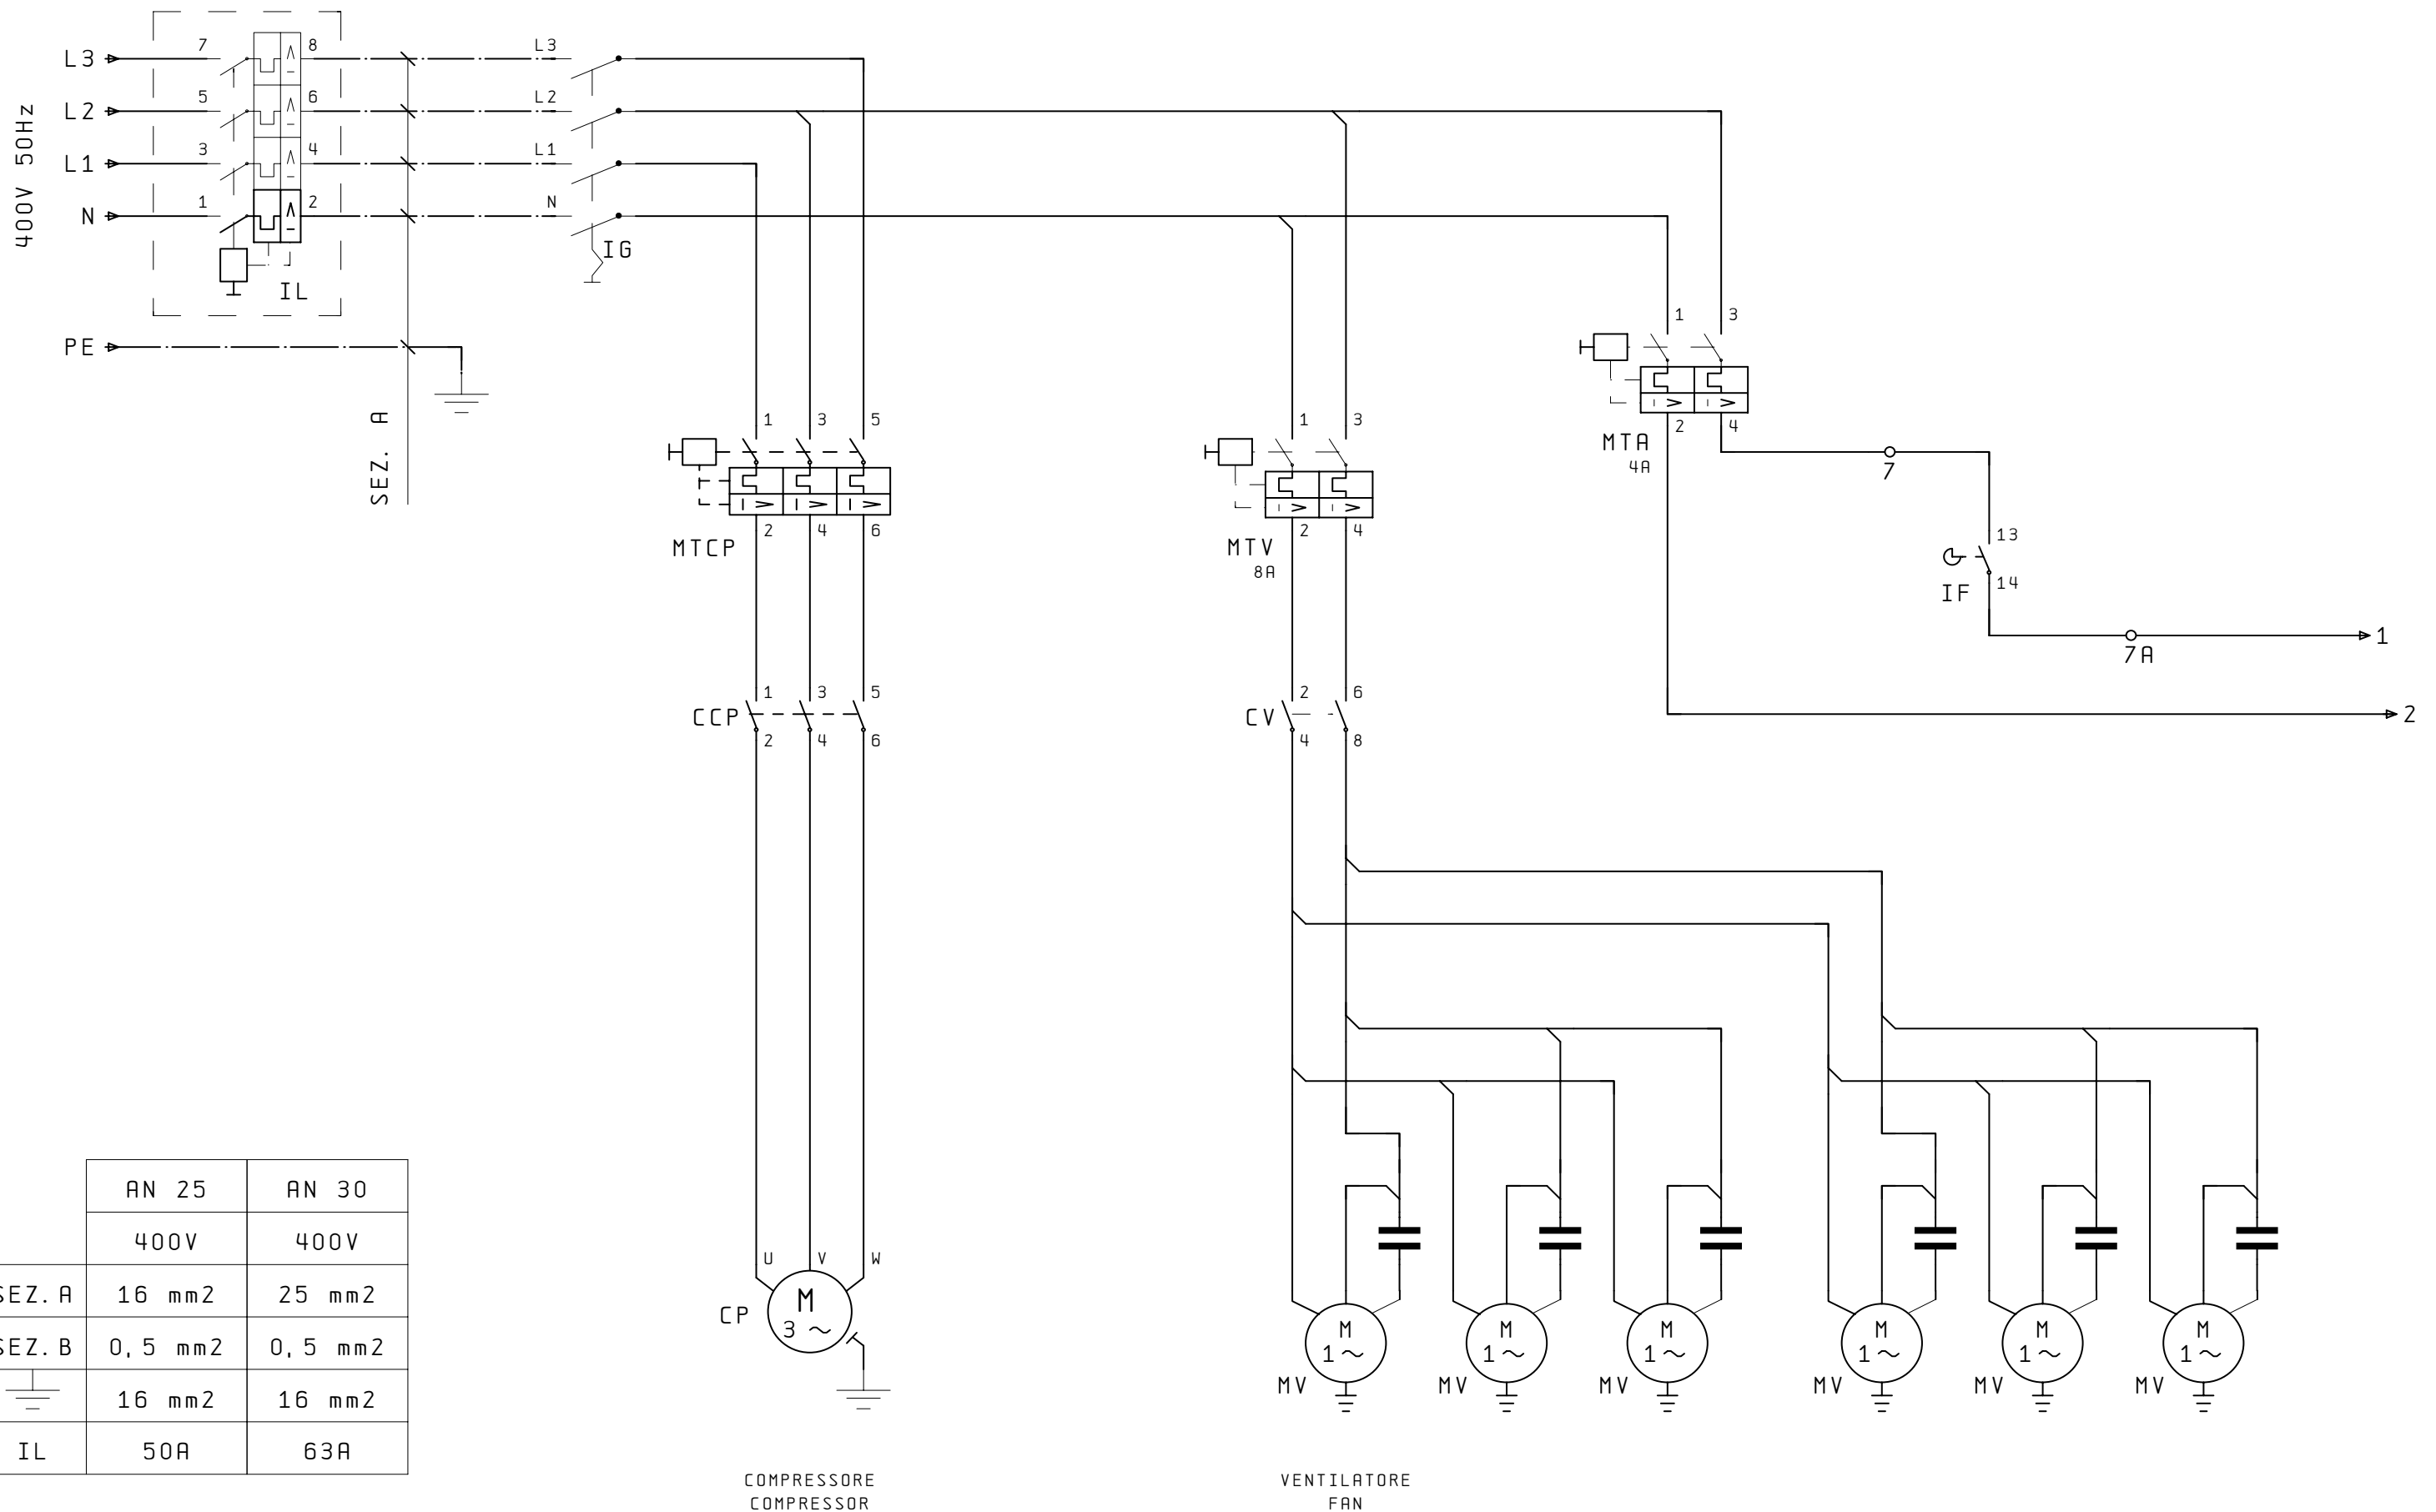 400V 50Hz
L3 7 8 L3
L2 5 6 L2
L1 3 4 L1
N 1 2 N
IG
IL
PE
SEZ. A
1 3 5
2 4 6
MTCP
1 3
2 4
MTV
8A
1 3
2 4
MTA
4A
7
13
14
IF
7A
1
2
1 3 5
CCP
2 4 6
2 6
CV
4 8
AN 25 AN 30
400V 400V
SEZ. A 16 mm2 25 mm2
SEZ. B 0,5 mm2 0,5 mm2
16 mm2 16 mm2
IL 50A 63A
U V W
CP
M
3 ~
M M M M M M
1 ~ 1 ~ 1 ~ 1 ~ 1 ~ 1 ~
MV MV MV MV MV MV
COMPRESSORE
COMPRESSOR
VENTILATORE
FAN